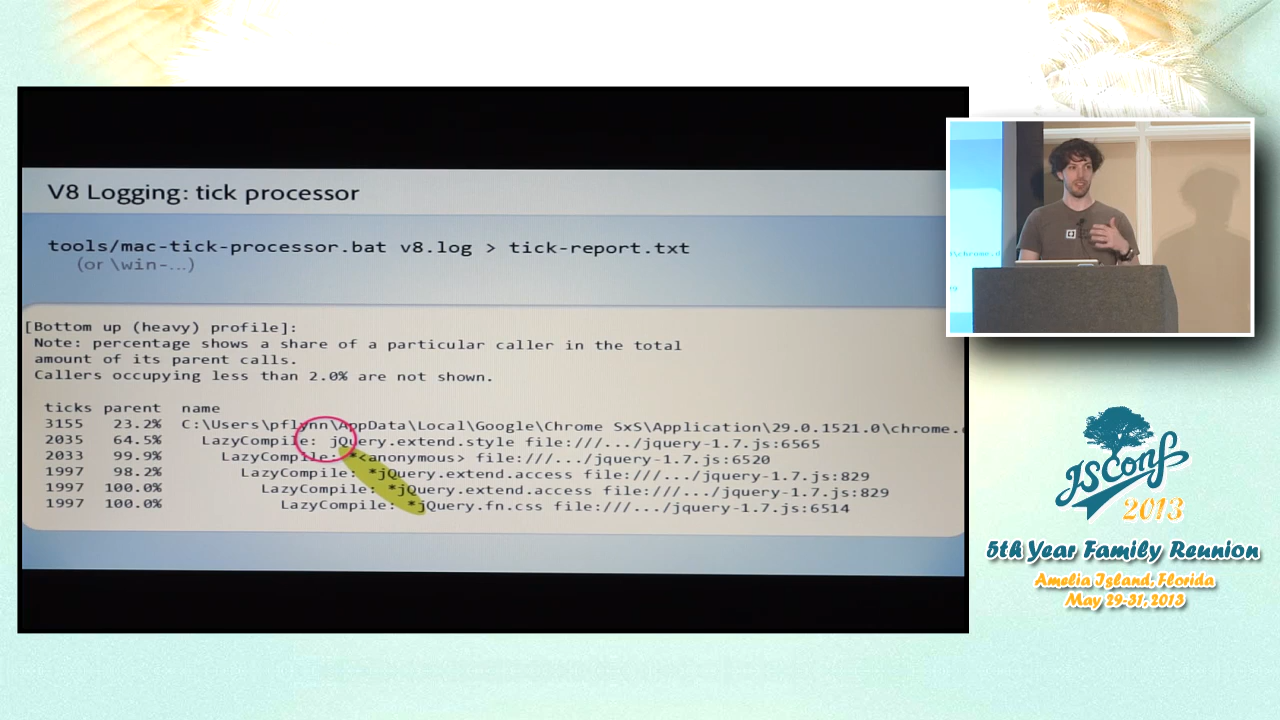 V8 Logging: tick processor
tools/mac-tick-processor.bat v8.log > tick-report.txt
(or \win-...)
[Bottom up (heavy) profile]:
Note: percentage shows a share of a particular caller in the total
amount of its parent calls.
Callers occupying less than 2.0% are not shown.
ticks parent name
3155 23.2% C:\Users\pflynn\AppData\Local\Google\Chrome SxS\Application\29.0.1521.0\chrome.d
2035 64.5% LazyCompile: jQuery.extend.style file:///.../jquery-1.7.js:6565
2033 99.9% LazyCompile: *<anonymous> file:///.../jquery-1.7.js:6520
1997 98.2% LazyCompile: *jQuery.extend.access file:///.../jquery-1.7.js:829
1997 100.0% LazyCompile: *jQuery.extend.access file:///.../jquery-1.7.js:829
1997 100.0% LazyCompile: *jQuery.fn.css file:///.../jquery-1.7.js:6514
\chrome.d
JSConf
2013
5th Year Family Reunion
Amelia Island, Florida
May 29-31, 2013